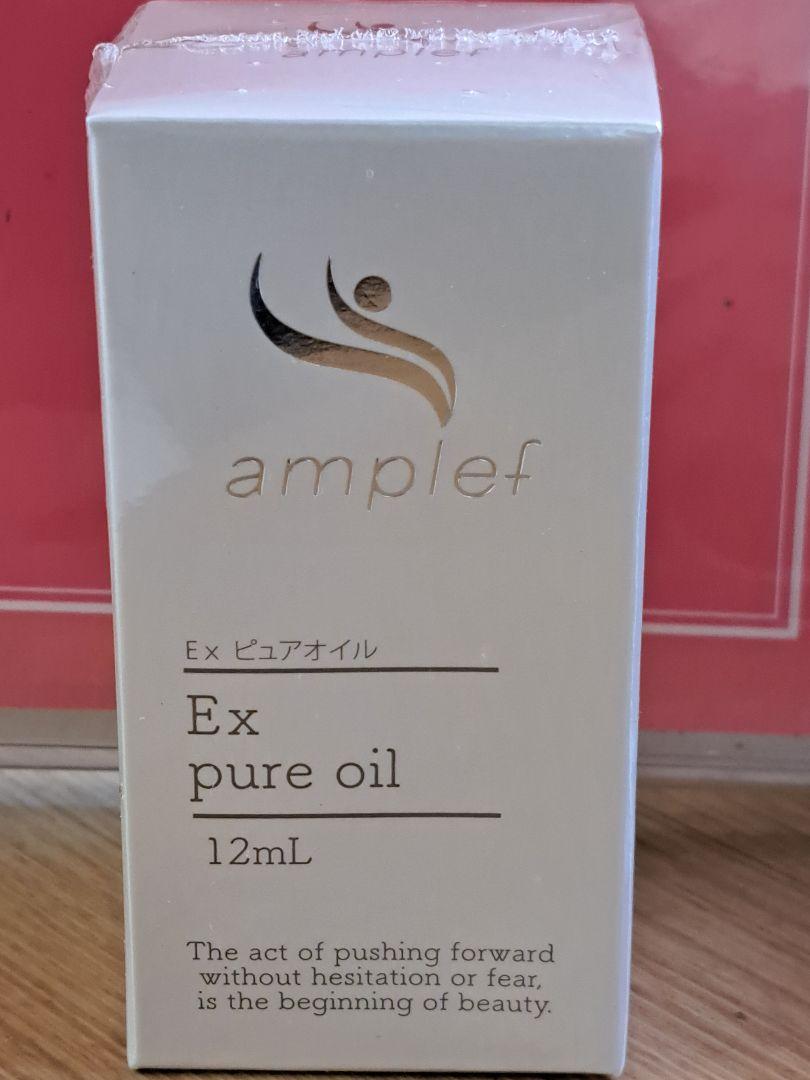 amplef
amplef
Ex ピュアオイル
Ex
pure oil
12mL
The act of pushing forward
without hesitation or fear,
is the beginning of beauty.